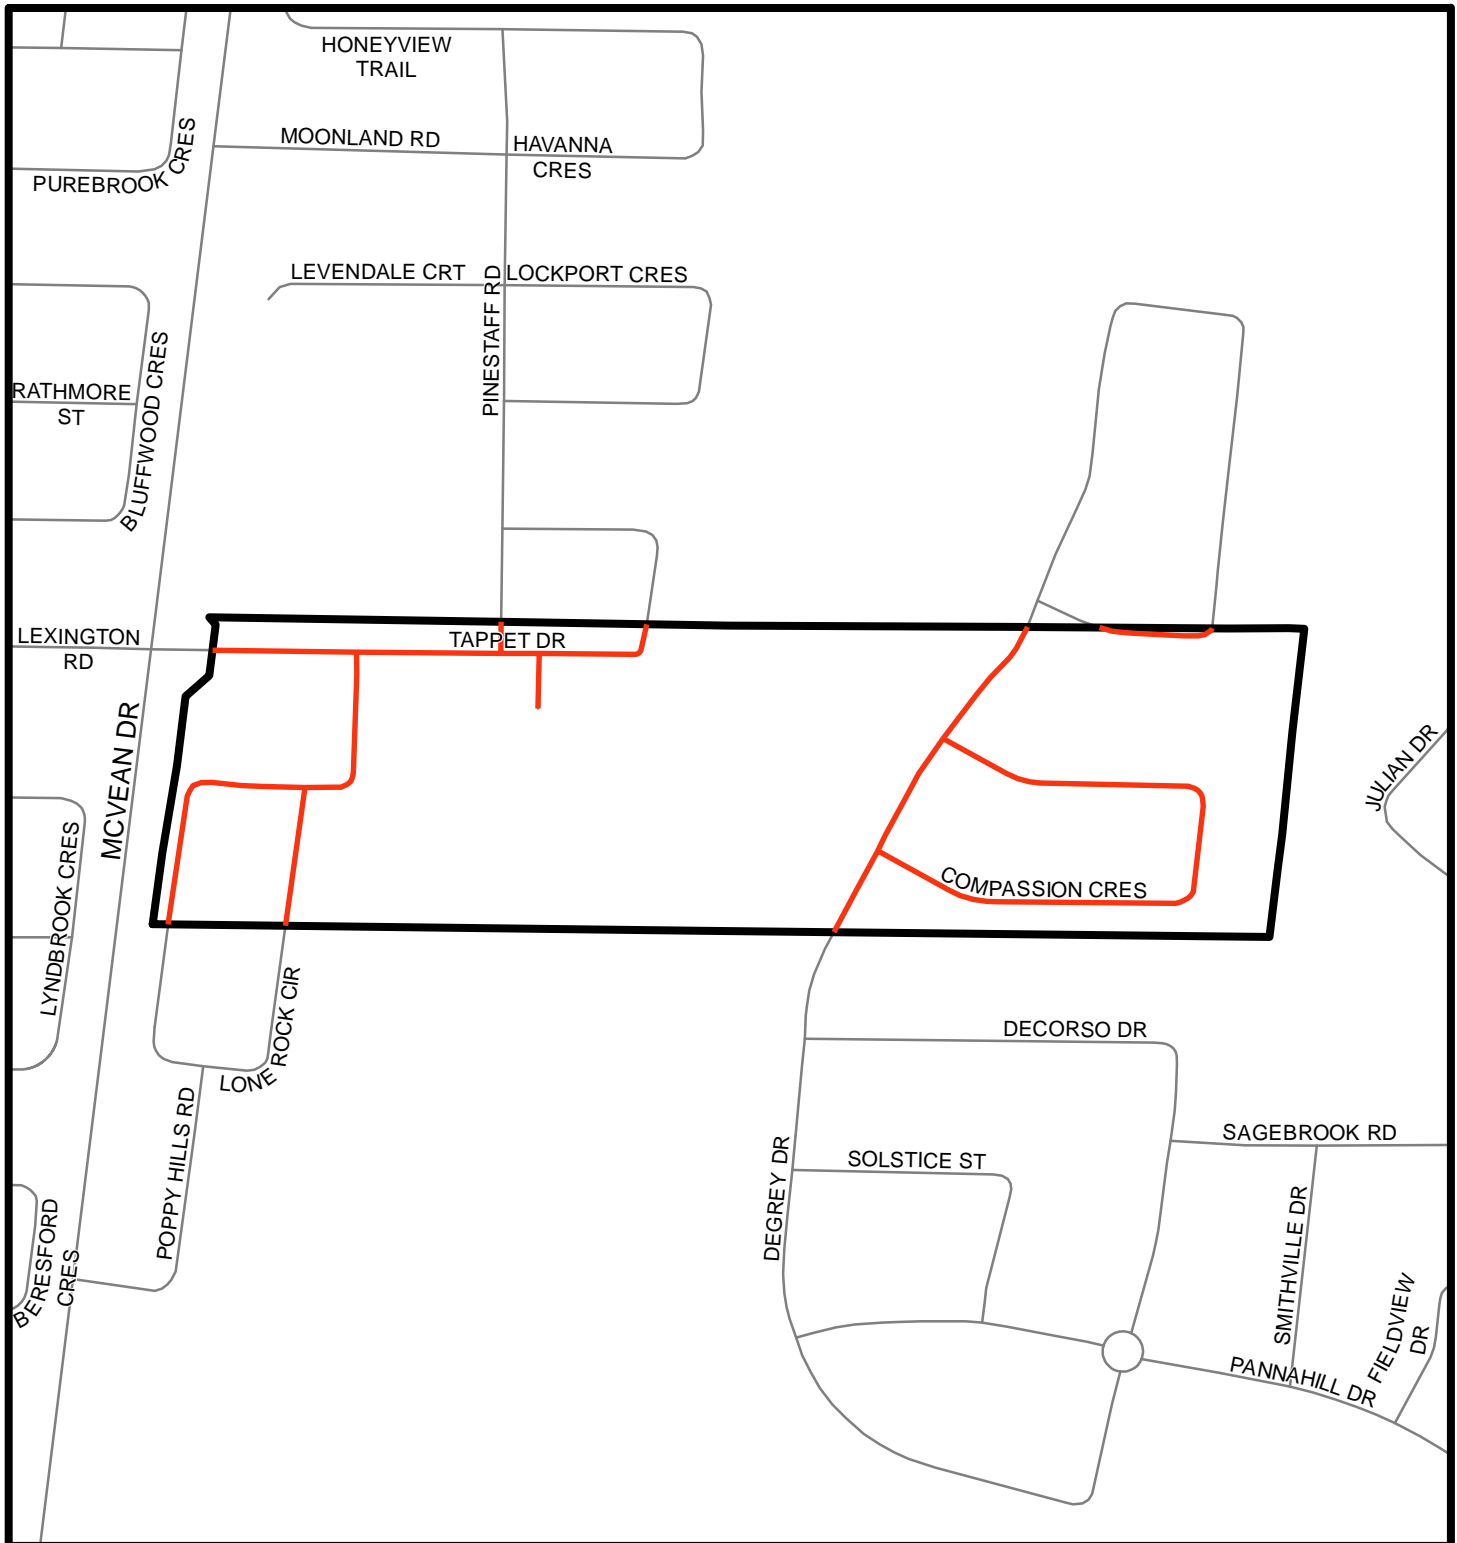 HONEYVIEW
TRAIL
MOONLAND RD
HAVANNA
CRES
PUREBROOK CRES
LEVENDALE CRT
LOCKPORT CRES
PINESTAFF RD
RATHMORE
ST
BLUFFWOOD CRES
LEXINGTON
RD
TAPPET DR
MCVEAN DR
JULIAN DR
LYNDBROOK CRES
COMPASSION CRES
LONE ROCK CIR
DECORSO DR
POPPY HILLS RD
DEGREY DR
SOLSTICE ST
SAGEBROOK RD
BERESFORD
CRES
SMITHVILLE DR
FIELDVIEW
DR
PANNAHILL DR